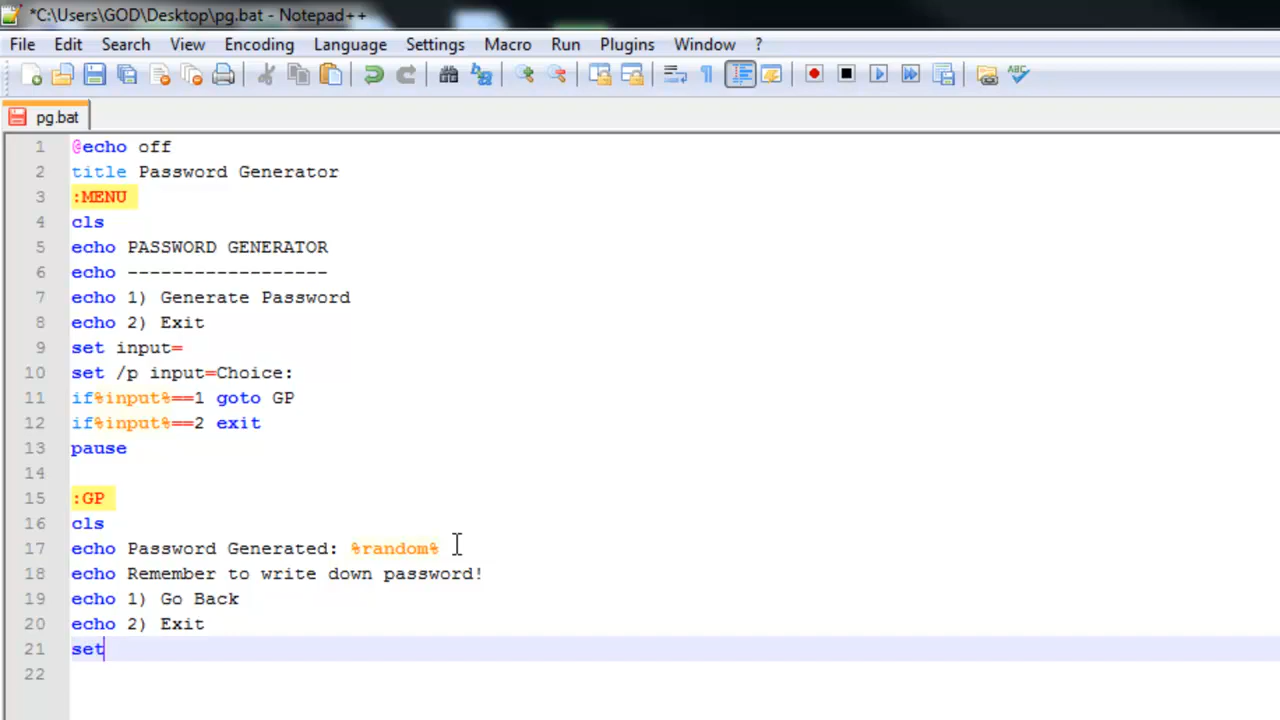 *C:\Users\GOD\Desktop\pg.bat - Notepad++
File Edit Search View Encoding Language Settings Macro Run Plugins Window ?
ABC
pg.bat
1 @echo off
2 title Password Generator
3 :MENU
4 cls
5 echo PASSWORD GENERATOR
6 echo ------------------
7 echo 1) Generate Password
8 echo 2) Exit
9 set input=
10 set /p input=Choice:
11 if%input%==1 goto GP
12 if%input%==2 exit
13 pause
14
15 :GP
16 cls
17 echo Password Generated: %random%
18 echo Remember to write down password!
19 echo 1) Go Back
20 echo 2) Exit
21 set
22